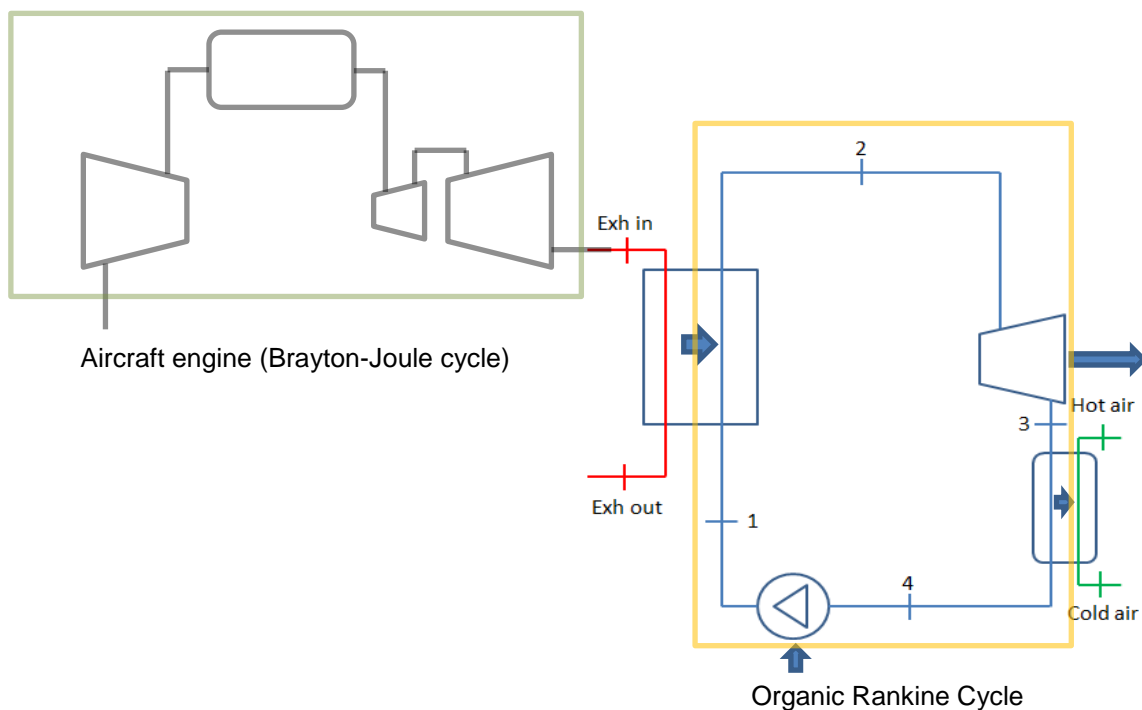 2
Exh in
Aircraft engine (Brayton-Joule cycle)
Hot air
3
Exh out
1
4
Cold air
Organic Rankine Cycle